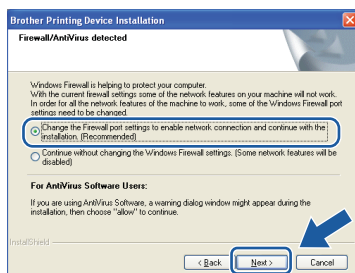 Brother Printing Device Installation
Firewall/AntiVirus detected
Windows Firewall is helping to protect your computer.
With the current firewall settings some of the network features on your machine will not work.
In order for all the network features of the machine to work, some of the Windows Firewall port
settings need to be changed.
Change the Firewall port settings to enable network connection and continue with the
installation. (Recommended)
Continue without changing the Windows Firewall settings. (Some network features will be
disabled)
For AntiVirus Software Users:
If you are using AntiVirus Software, a warning dialog window might appear during the
installation, then choose "allow" to continue.
InstallShield
< Back
Next >
Cancel